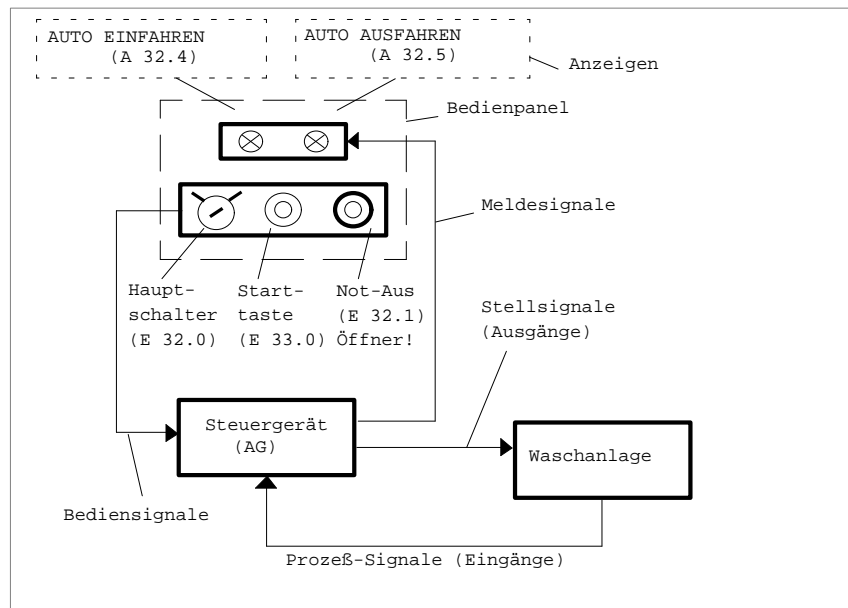 AUTO EINFAHREN
(A 32.4)
AUTO AUSFAHREN
(A 32.5)
Anzeigen
Bedienpanel
Meldesignale
Haupt-
schalter
(E 32.0)
Start-
taste
(E 33.0)
Not-Aus
(E 32.1)
Öffner!
Stellsignale
(Ausgänge)
Steuergerät
(AG)
Waschanlage
Bediensignale
Prozeß-Signale (Eingänge)